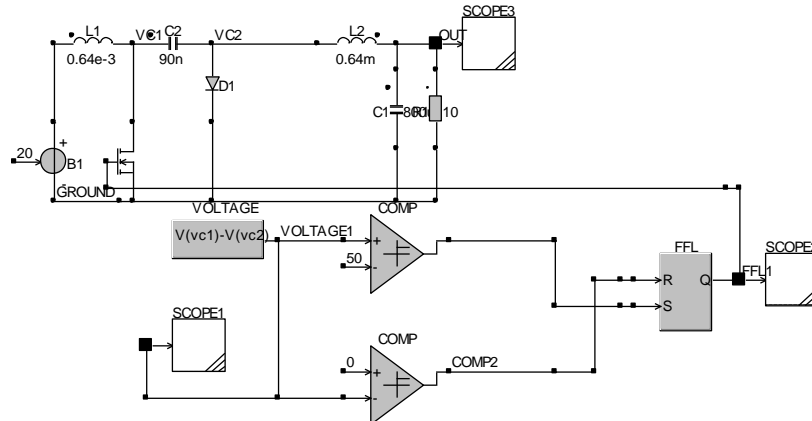 SCOPE3
L1
VC1
C2
VC2
L2
OUT
0.64e-3
90n
0.64m
D1
C1
10
20
B1
GROUND
VOLTAGE
COMP
V(vc1)-V(vc2)
VOLTAGE1
50
FFL
SCOPE2
R
Q
FFL1
S
SCOPE1
COMP
0
COMP2